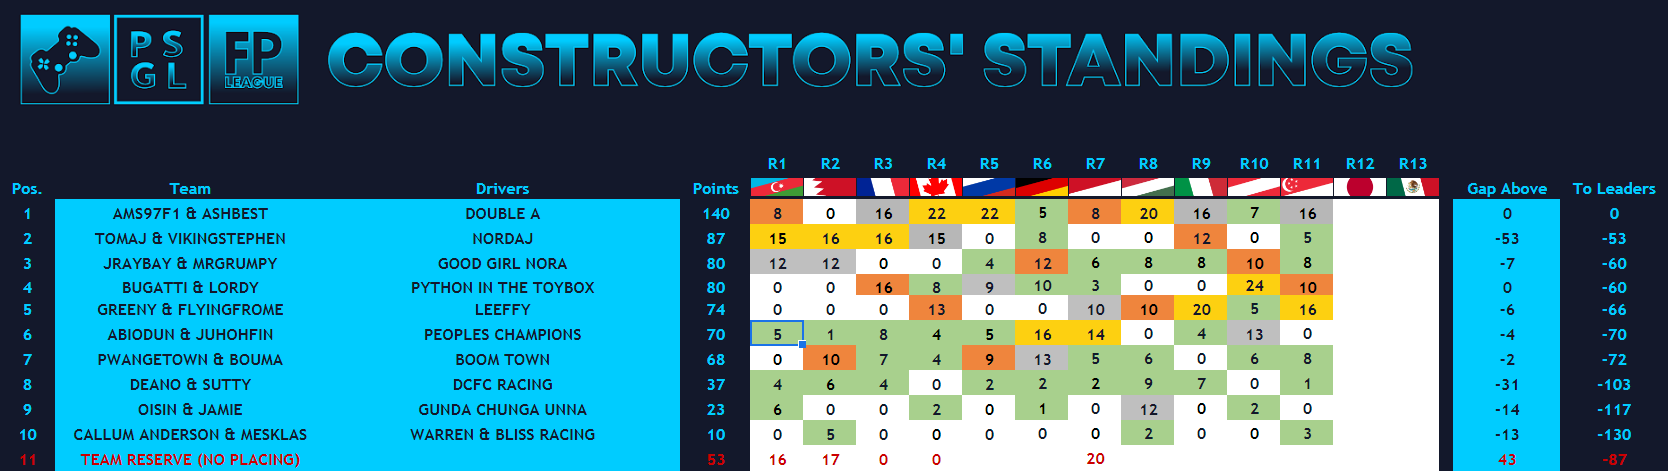 PS
GL
FP
LEAGUE
CONSTRUCTORS' STANDINGS
R1 R2 R3 R4 R5 R6 R7 R8 R9 R10 R11 R12 R13
Pos. Team Drivers Points Gap Above To Leaders
1 AMS97F1 & ASHBEST DOUBLE A 140 8 0 16 22 22 5 8 20 16 7 16 0 0
2 TOMAJ & VIKINGSTEPHEN NORDAJ 87 15 16 16 15 0 8 0 0 12 0 5 -53 -53
3 JRAYBAY & MRGRUMPY GOOD GIRL NORA 80 12 12 0 0 4 12 6 8 8 10 8 -7 -60
4 BUGATTI & LORDY PYTHON IN THE TOYBOX 80 0 0 16 8 9 10 3 0 0 24 10 0 -60
5 GREENY & FLYINGFROME LEEFFY 74 0 0 0 13 0 0 10 10 20 5 16 -6 -66
6 ABIODUN & JUHOHFIN PEOPLES CHAMPIONS 70 5 1 8 4 5 16 14 0 4 13 0 -4 -70
7 PWANGETOWN & BOUMA BOOM TOWN 68 0 10 7 4 9 13 5 6 0 6 8 -2 -72
8 DEANO & SUTTY DCFC RACING 37 4 6 4 0 2 2 2 9 7 0 1 -31 -103
9 OISIN & JAMIE GUNDA CHUNGA UNNA 23 6 0 0 2 0 1 0 12 0 2 0 -14 -117
10 CALLUM ANDERSON & MESKLAS WARREN & BLISS RACING 10 0 5 0 0 0 0 0 2 0 0 3 -13 -130
11 TEAM RESERVE (NO PLACING) 53 16 17 0 0 20 43 -87